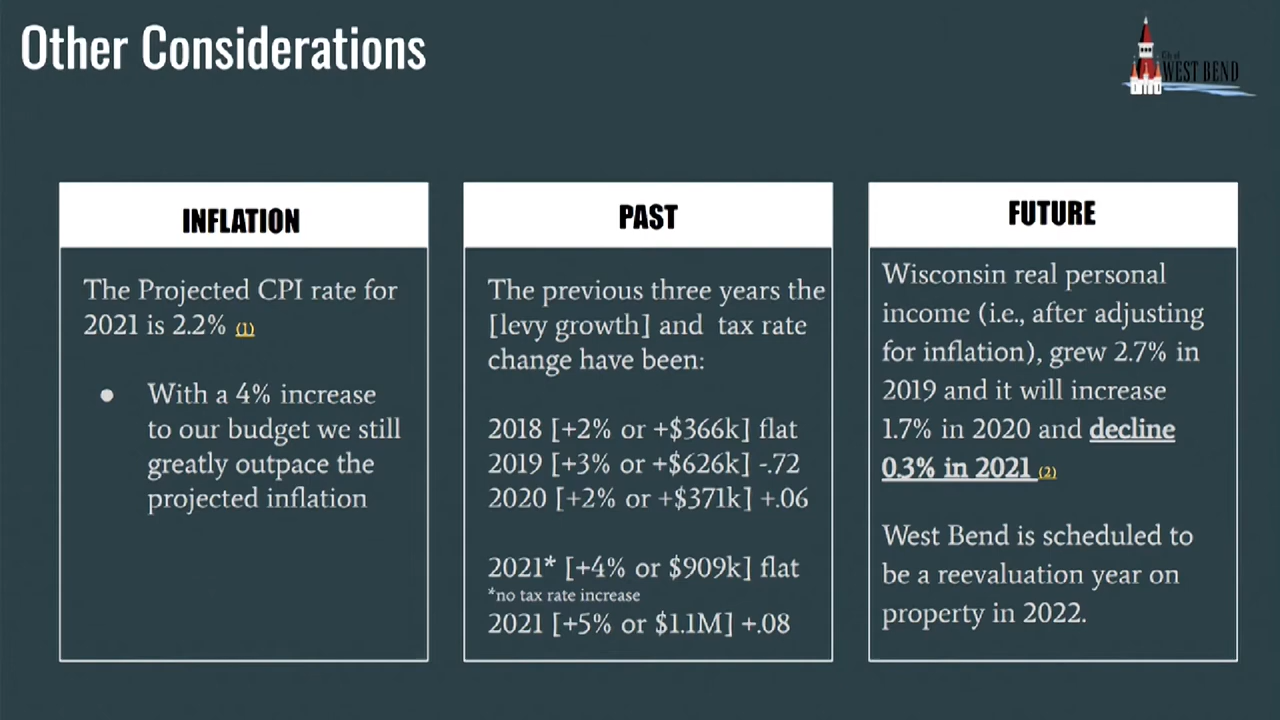 Other Considerations
City of
WEST BEND
INFLATION
The Projected CPI rate for
2021 is 2.2% (1)
● With a 4% increase
to our budget we still
greatly outpace the
projected inflation
PAST
The previous three years the
[levy growth] and tax rate
change have been:
2018 [+2% or +$366k] flat
2019 [+3% or +$626k] -.72
2020 [+2% or +$371k] +.06
2021* [+4% or $909k] flat
*no tax rate increase
2021 [+5% or $1.1M] +.08
FUTURE
Wisconsin real personal
income (i.e., after adjusting
for inflation), grew 2.7% in
2019 and it will increase
1.7% in 2020 and decline
0.3% in 2021 (2)
West Bend is scheduled to
be a reevaluation year on
property in 2022.